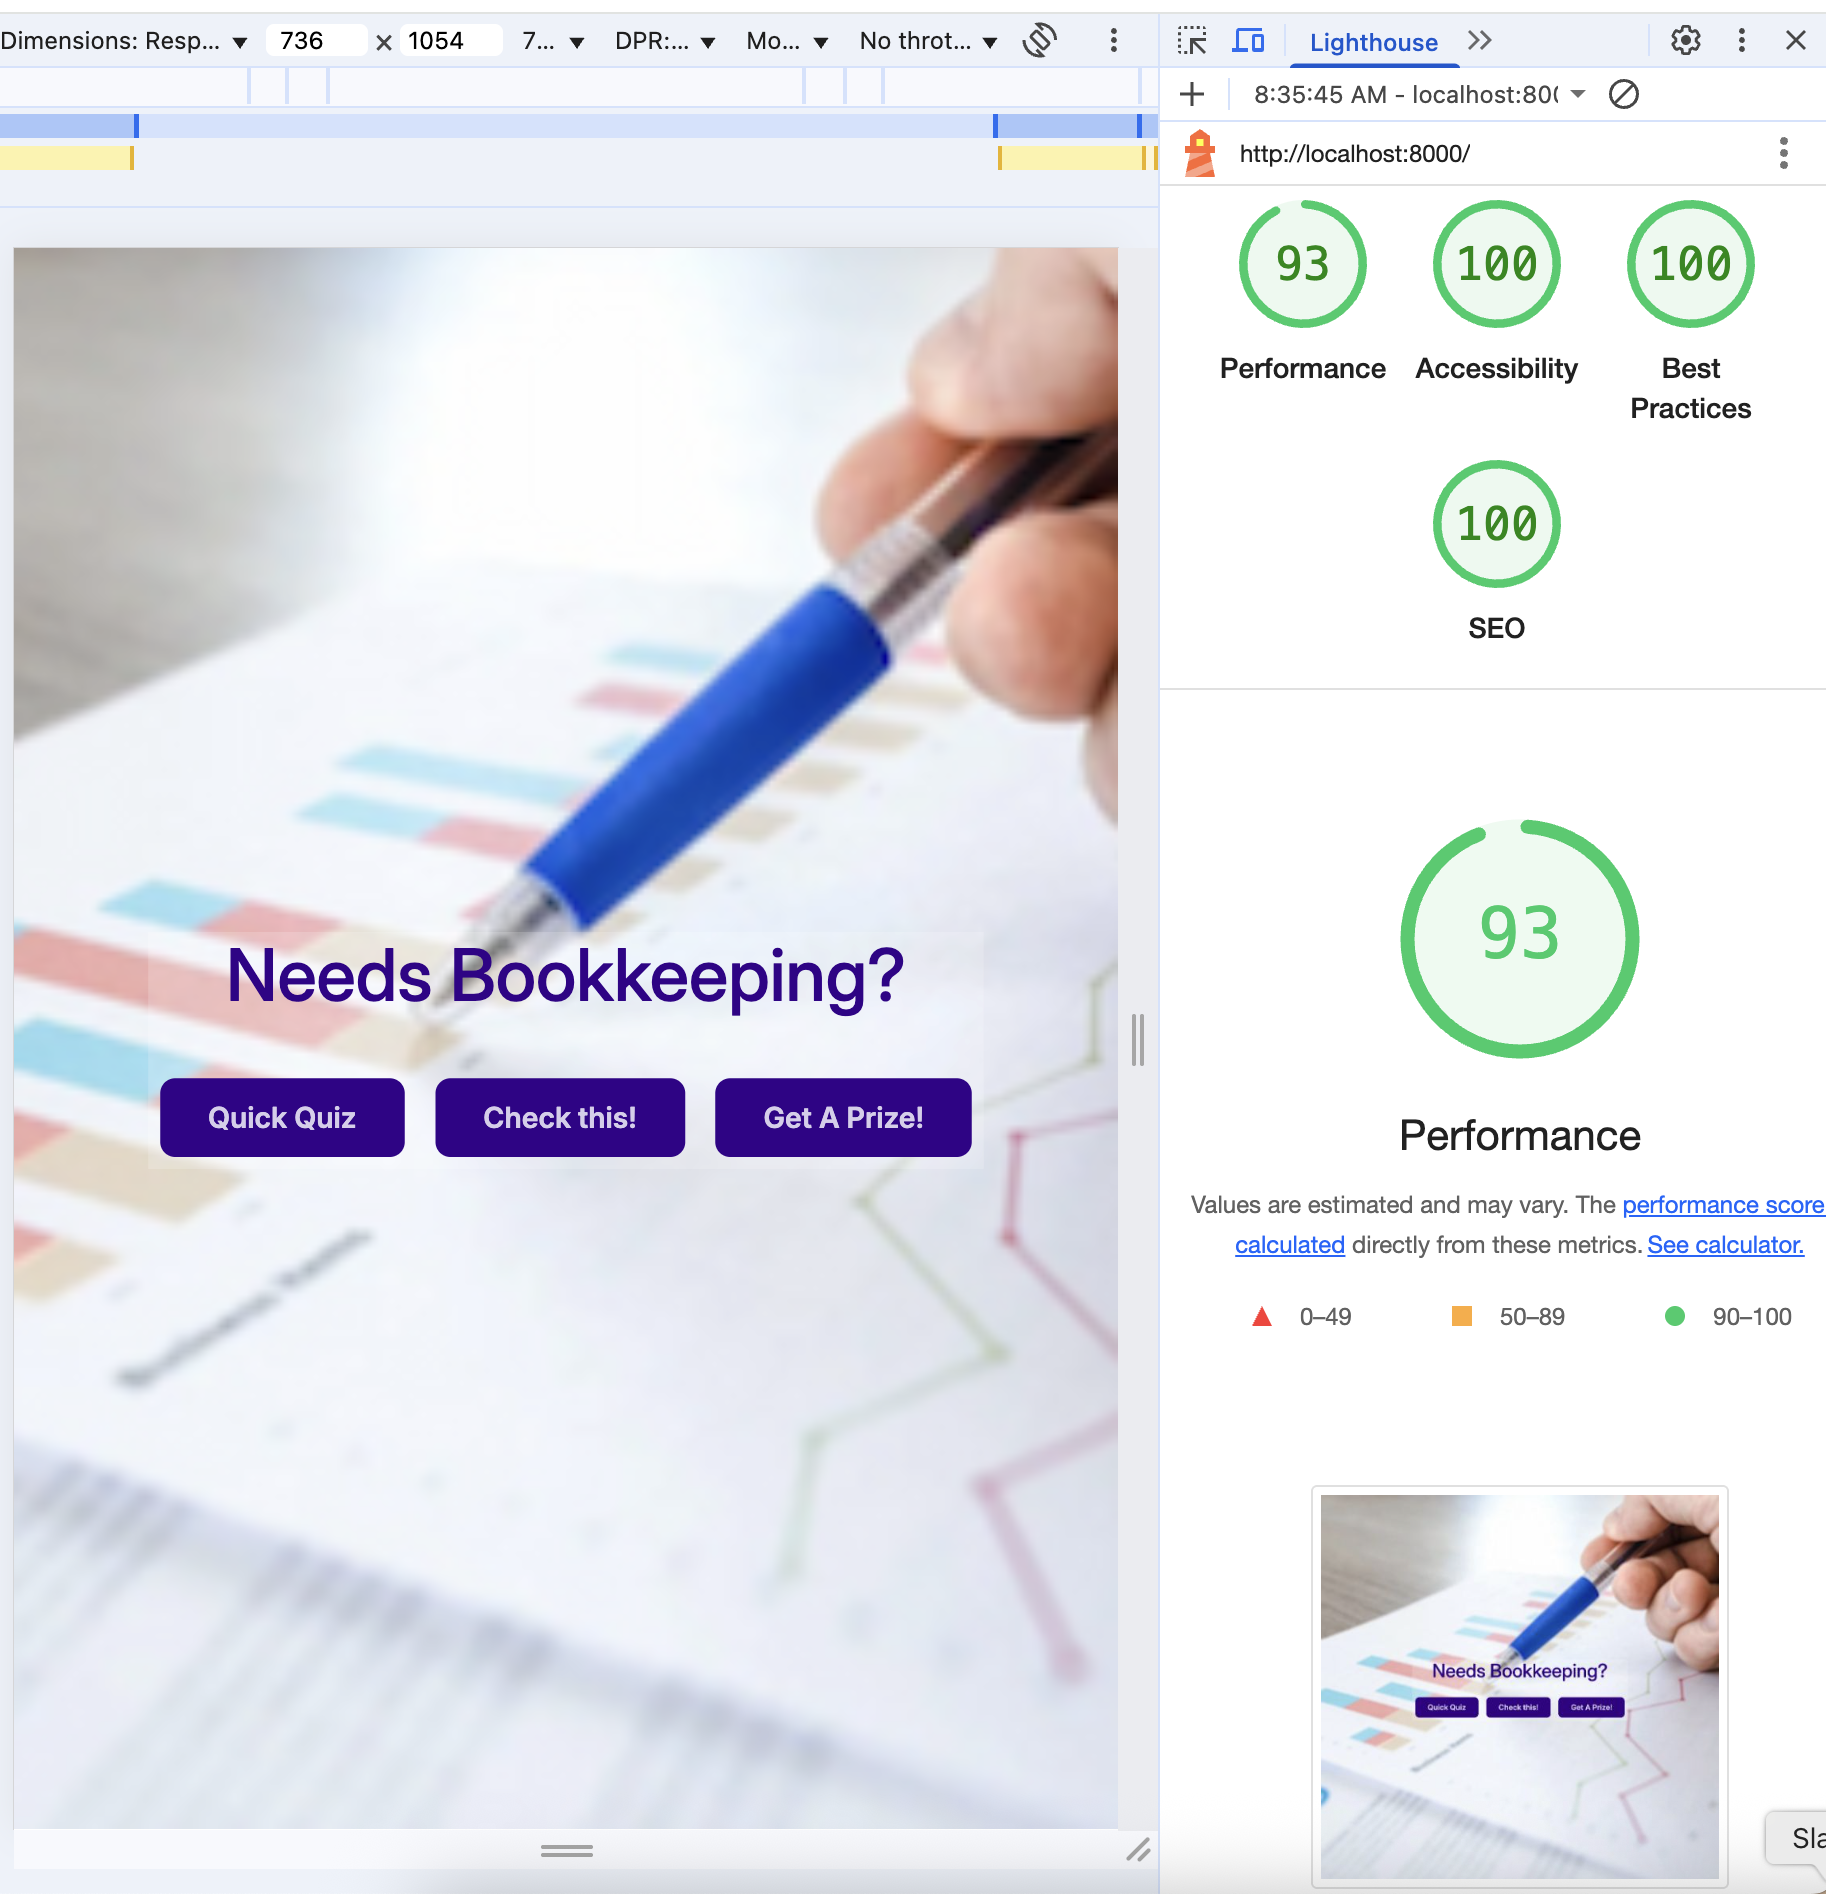 Dimensions: Resp... 736 × 1054 7... DPR:... Mo... No throt...
Lighthouse
8:35:45 AM - localhost:80
http://localhost:8000/
93 100 100
Performance Accessibility Best
Practices
100
SEO
93
Performance
Values are estimated and may vary. The performance score
calculated directly from these metrics. See calculator.
0–49 50–89 90–100
Needs Bookkeeping?
Quick Quiz Check this! Get A Prize!
Needs Bookkeeping?
Quick Quiz Check this! Get A Prize!